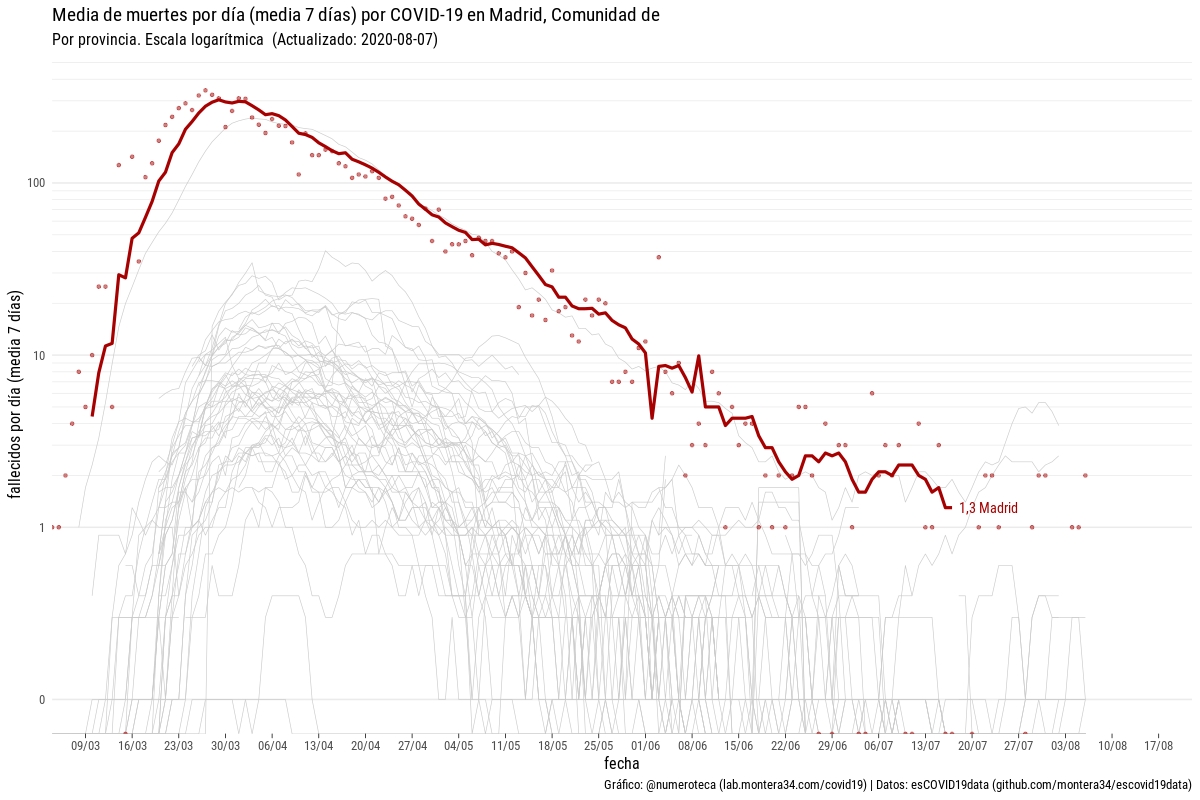 Media de muertes por día (media 7 días) por COVID-19 en Madrid, Comunidad de
Por provincia. Escala logarítmica (Actualizado: 2020-08-07)
fallecidos por día (media 7 días)
100
10
1
0
1,3 Madrid
09/03 16/03 23/03 30/03 06/04 13/04 20/04 27/04 04/05 11/05 18/05 25/05 01/06 08/06 15/06 22/06 29/06 06/07 13/07 20/07 27/07 03/08 10/08 17/08
fecha
Gráfico: @numeroteca (lab.montera34.com/covid19) | Datos: esCOVID19data (github.com/montera34/escovid19data)